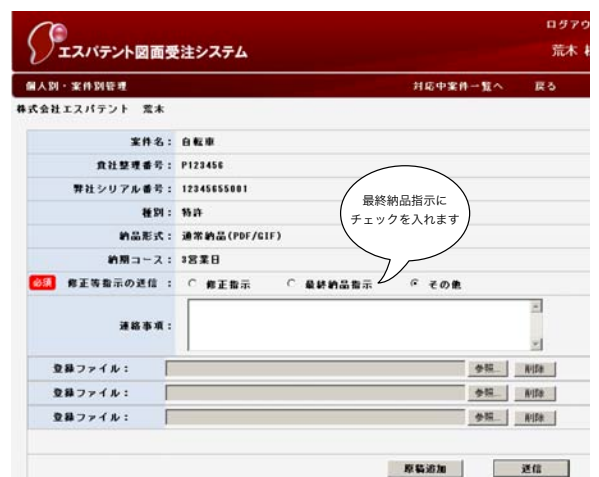 ログアウ
エスパテント図面受注システム
荒木
個人別・案件別管理 対応中案件一覧へ 戻る
株式会社エスパテント 荒木
案件名： 自転車
貴社整理番号： P123456
弊社シリアル番号： 12345655001
種別： 特許
納品形式： 通常納品(PDF/GIF)
納期コース： 3営業日
最終納品指示に
チェックを入れます
必須 修正等指示の送信 ： 修正指示 最終納品指示 その他
連絡事項：
登録ファイル： 参照... 削除
登録ファイル： 参照... 削除
登録ファイル： 参照... 削除
原稿追加 送信